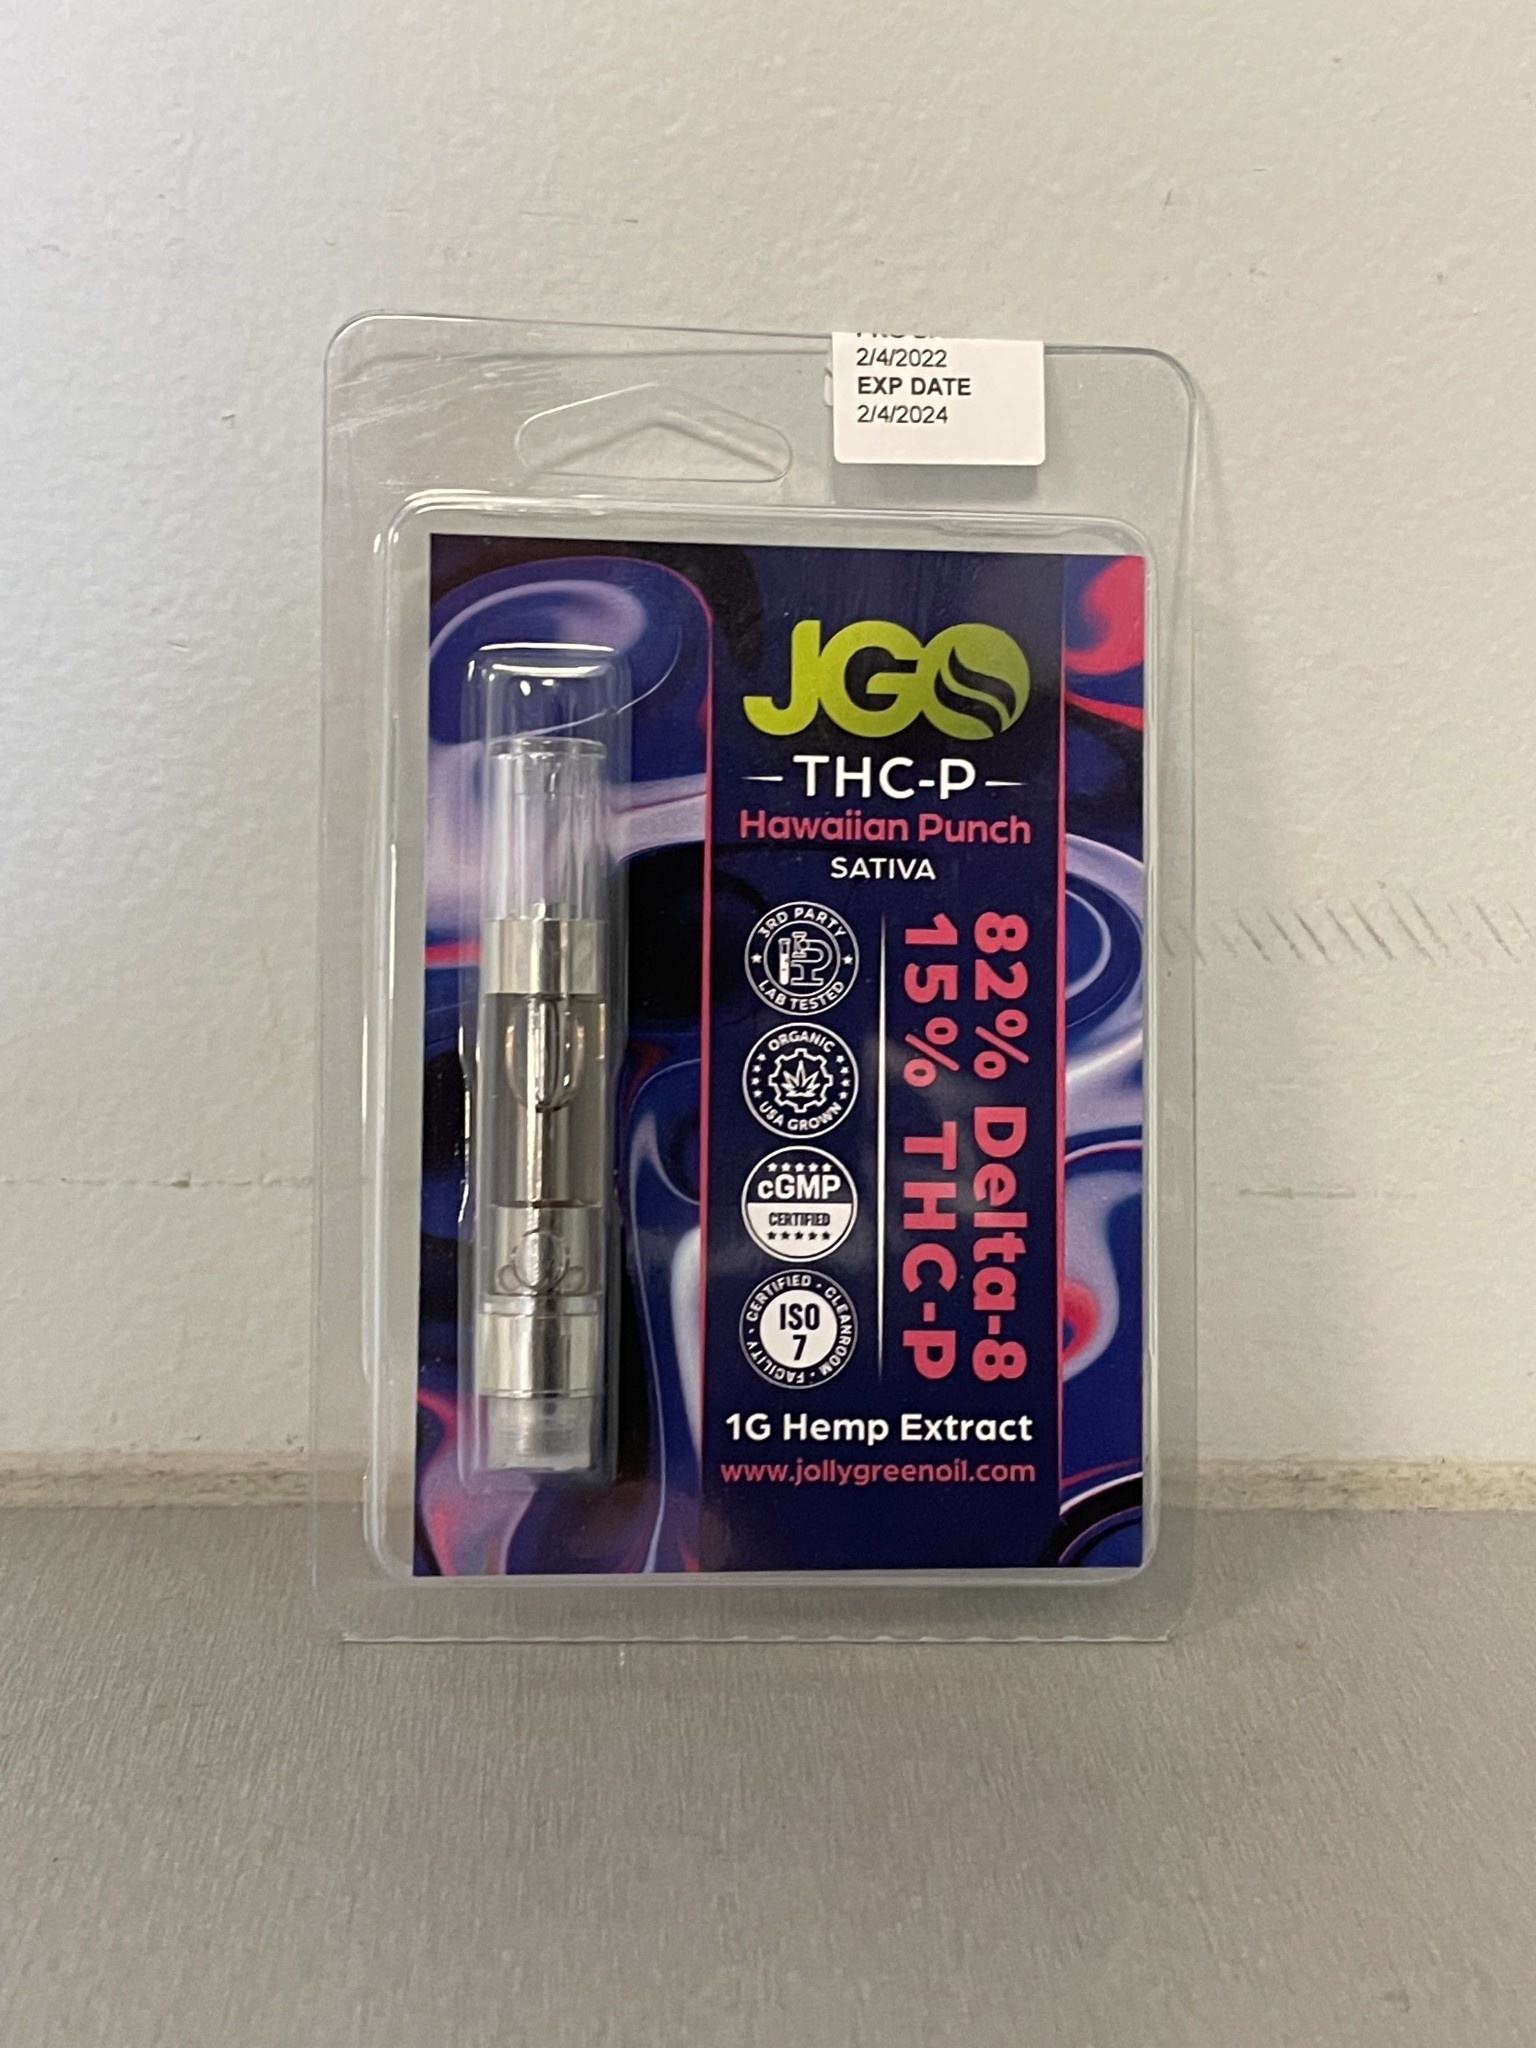 2/4/2022
EXP DATE
2/4/2024
JGO
THC-P
Hawaiian Punch
SATIVA
3RD PARTY
LAB TESTED
ORGANIC
USA GROWN
cGMP
CERTIFIED
CERTIFIED · CLEANROOM · FACILITY ·
ISO
7
82% Delta-8
15% THC-P
1G Hemp Extract
www.jollygreenoil.com